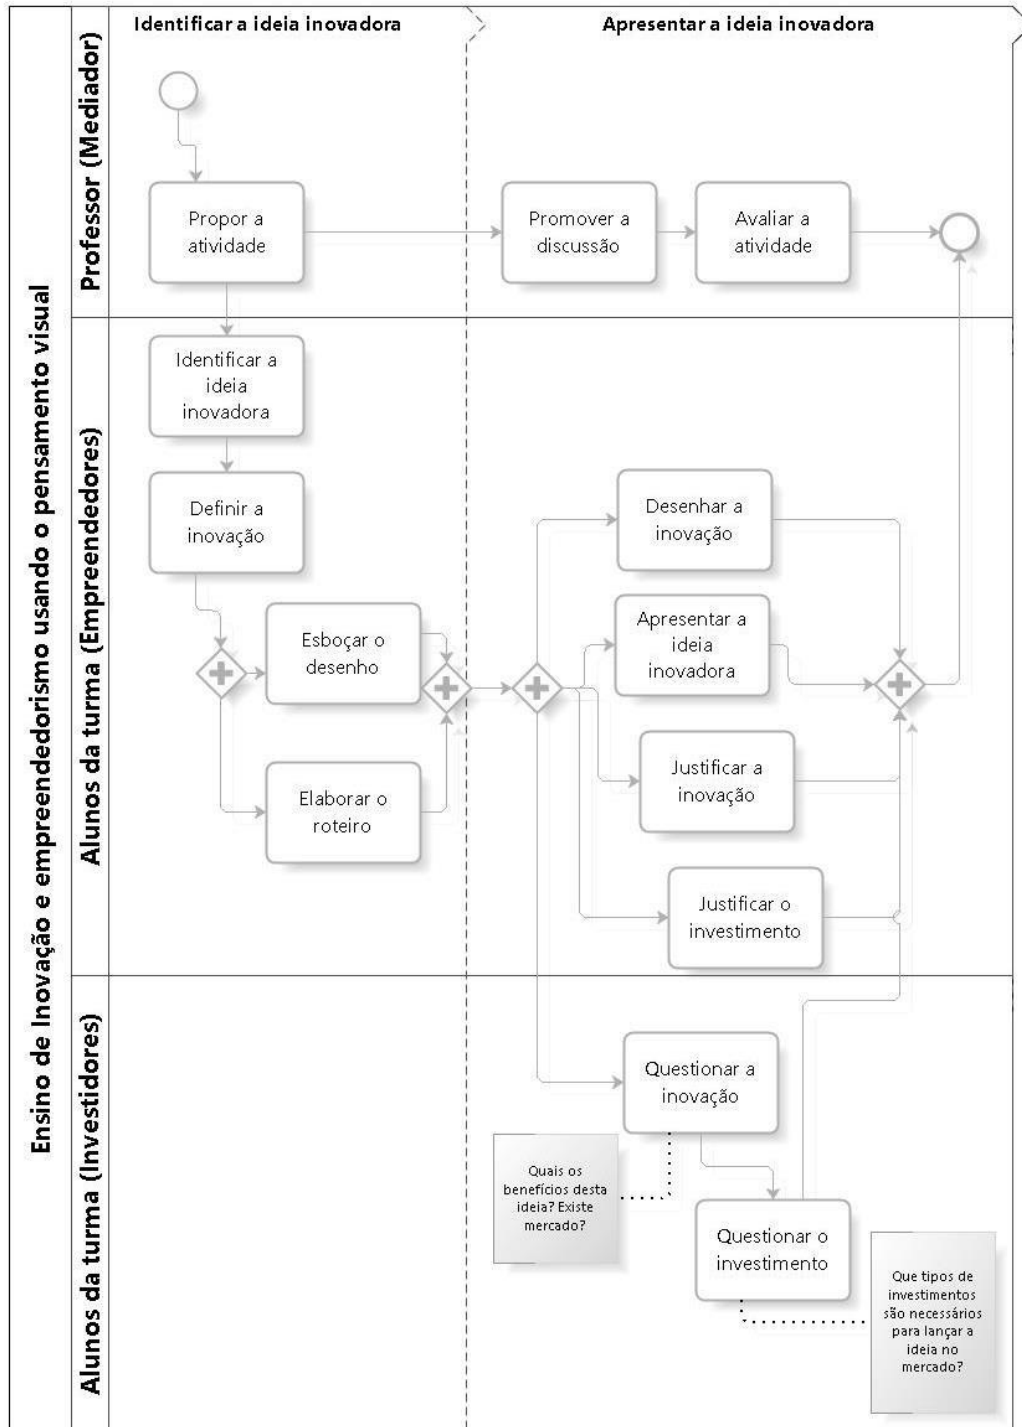 Ensino de Inovação e empreendedorismo usando o pensamento visual
Identificar a ideia inovadora
Apresentar a ideia inovadora
Professor (Mediador)
Propor a
atividade
Promover a
discussão
Avaliar a
atividade
Alunos da turma (Empreendedores)
Identificar a
ideia
inovadora
Definir a
inovação
Esboçar o
desenho
Elaborar o
roteiro
Desenhar a
inovação
Apresentar a
ideia
inovadora
Justificar a
inovação
Justificar o
investimento
Alunos da turma (Investidores)
Questionar a
inovação
Quais os
benefícios desta
ideia? Existe
mercado?
Questionar o
investimento
Que tipos de
investimentos
são necessários
para lançar a
ideia no
mercado?